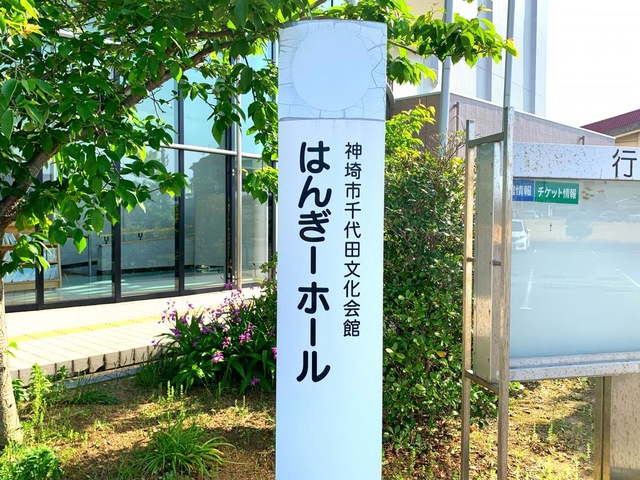 神埼市千代田文化会館
はんぎーホール
行
情報
チケット情報